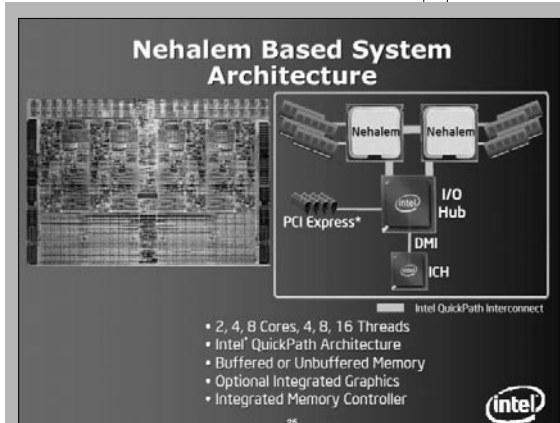 Nehalem Based System
Architecture
Nehalem
Nehalem
intel
I/O
Hub
PCI Express*
DMI
intel
ICH
Intel QuickPath Interconnect
• 2, 4, 8 Cores, 4, 8, 16 Threads
• Intel* QuickPath Architecture
• Buffered or Unbuffered Memory
• Optional Integrated Graphics
• Integrated Memory Controller
intel